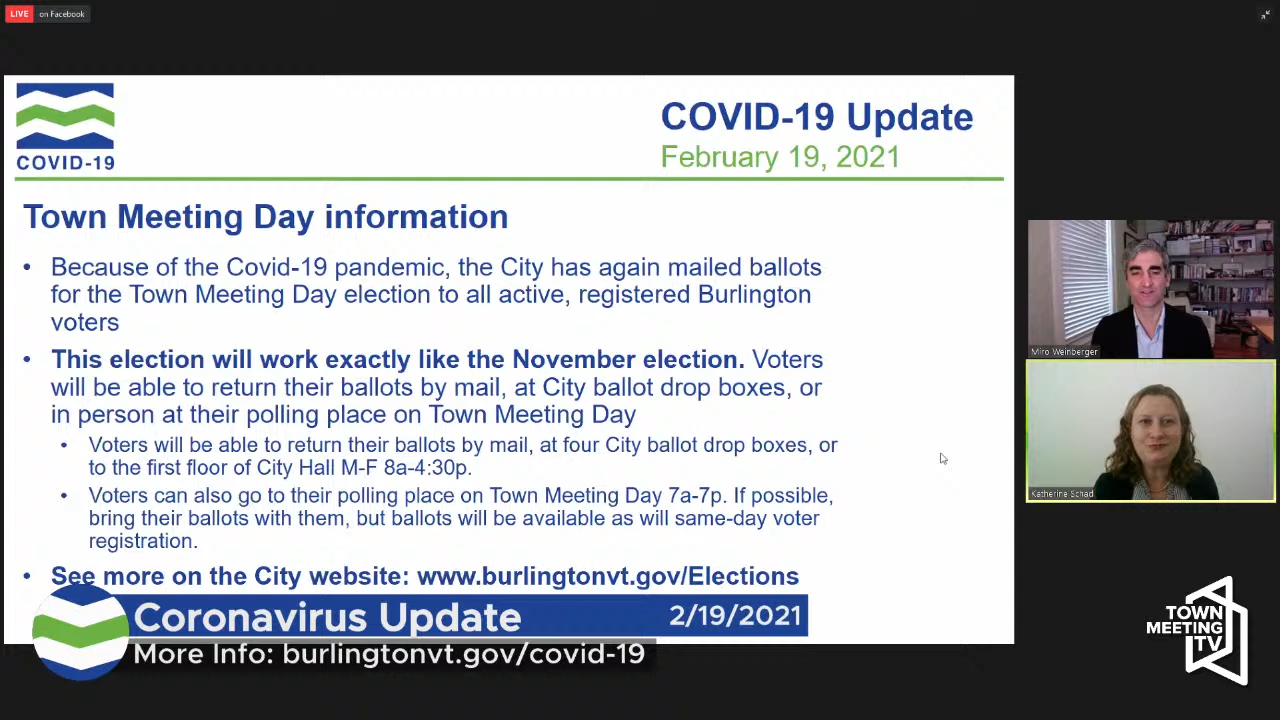 LIVE on Facebook
COVID-19
COVID-19 Update
February 19, 2021
Town Meeting Day information
• Because of the Covid-19 pandemic, the City has again mailed ballots
for the Town Meeting Day election to all active, registered Burlington
voters
• This election will work exactly like the November election. Voters
will be able to return their ballots by mail, at City ballot drop boxes, or
in person at their polling place on Town Meeting Day
• Voters will be able to return their ballots by mail, at four City ballot drop boxes, or
to the first floor of City Hall M-F 8a-4:30p.
• Voters can also go to their polling place on Town Meeting Day 7a-7p. If possible,
bring their ballots with them, but ballots will be available as will same-day voter
registration.
• See more on the City website: www.burlingtonvt.gov/Elections
Coronavirus Update 2/19/2021
More Info: burlingtonvt.gov/covid-19
Miro Weinberger
Katherine Schad
TOWN
MEETING
TV